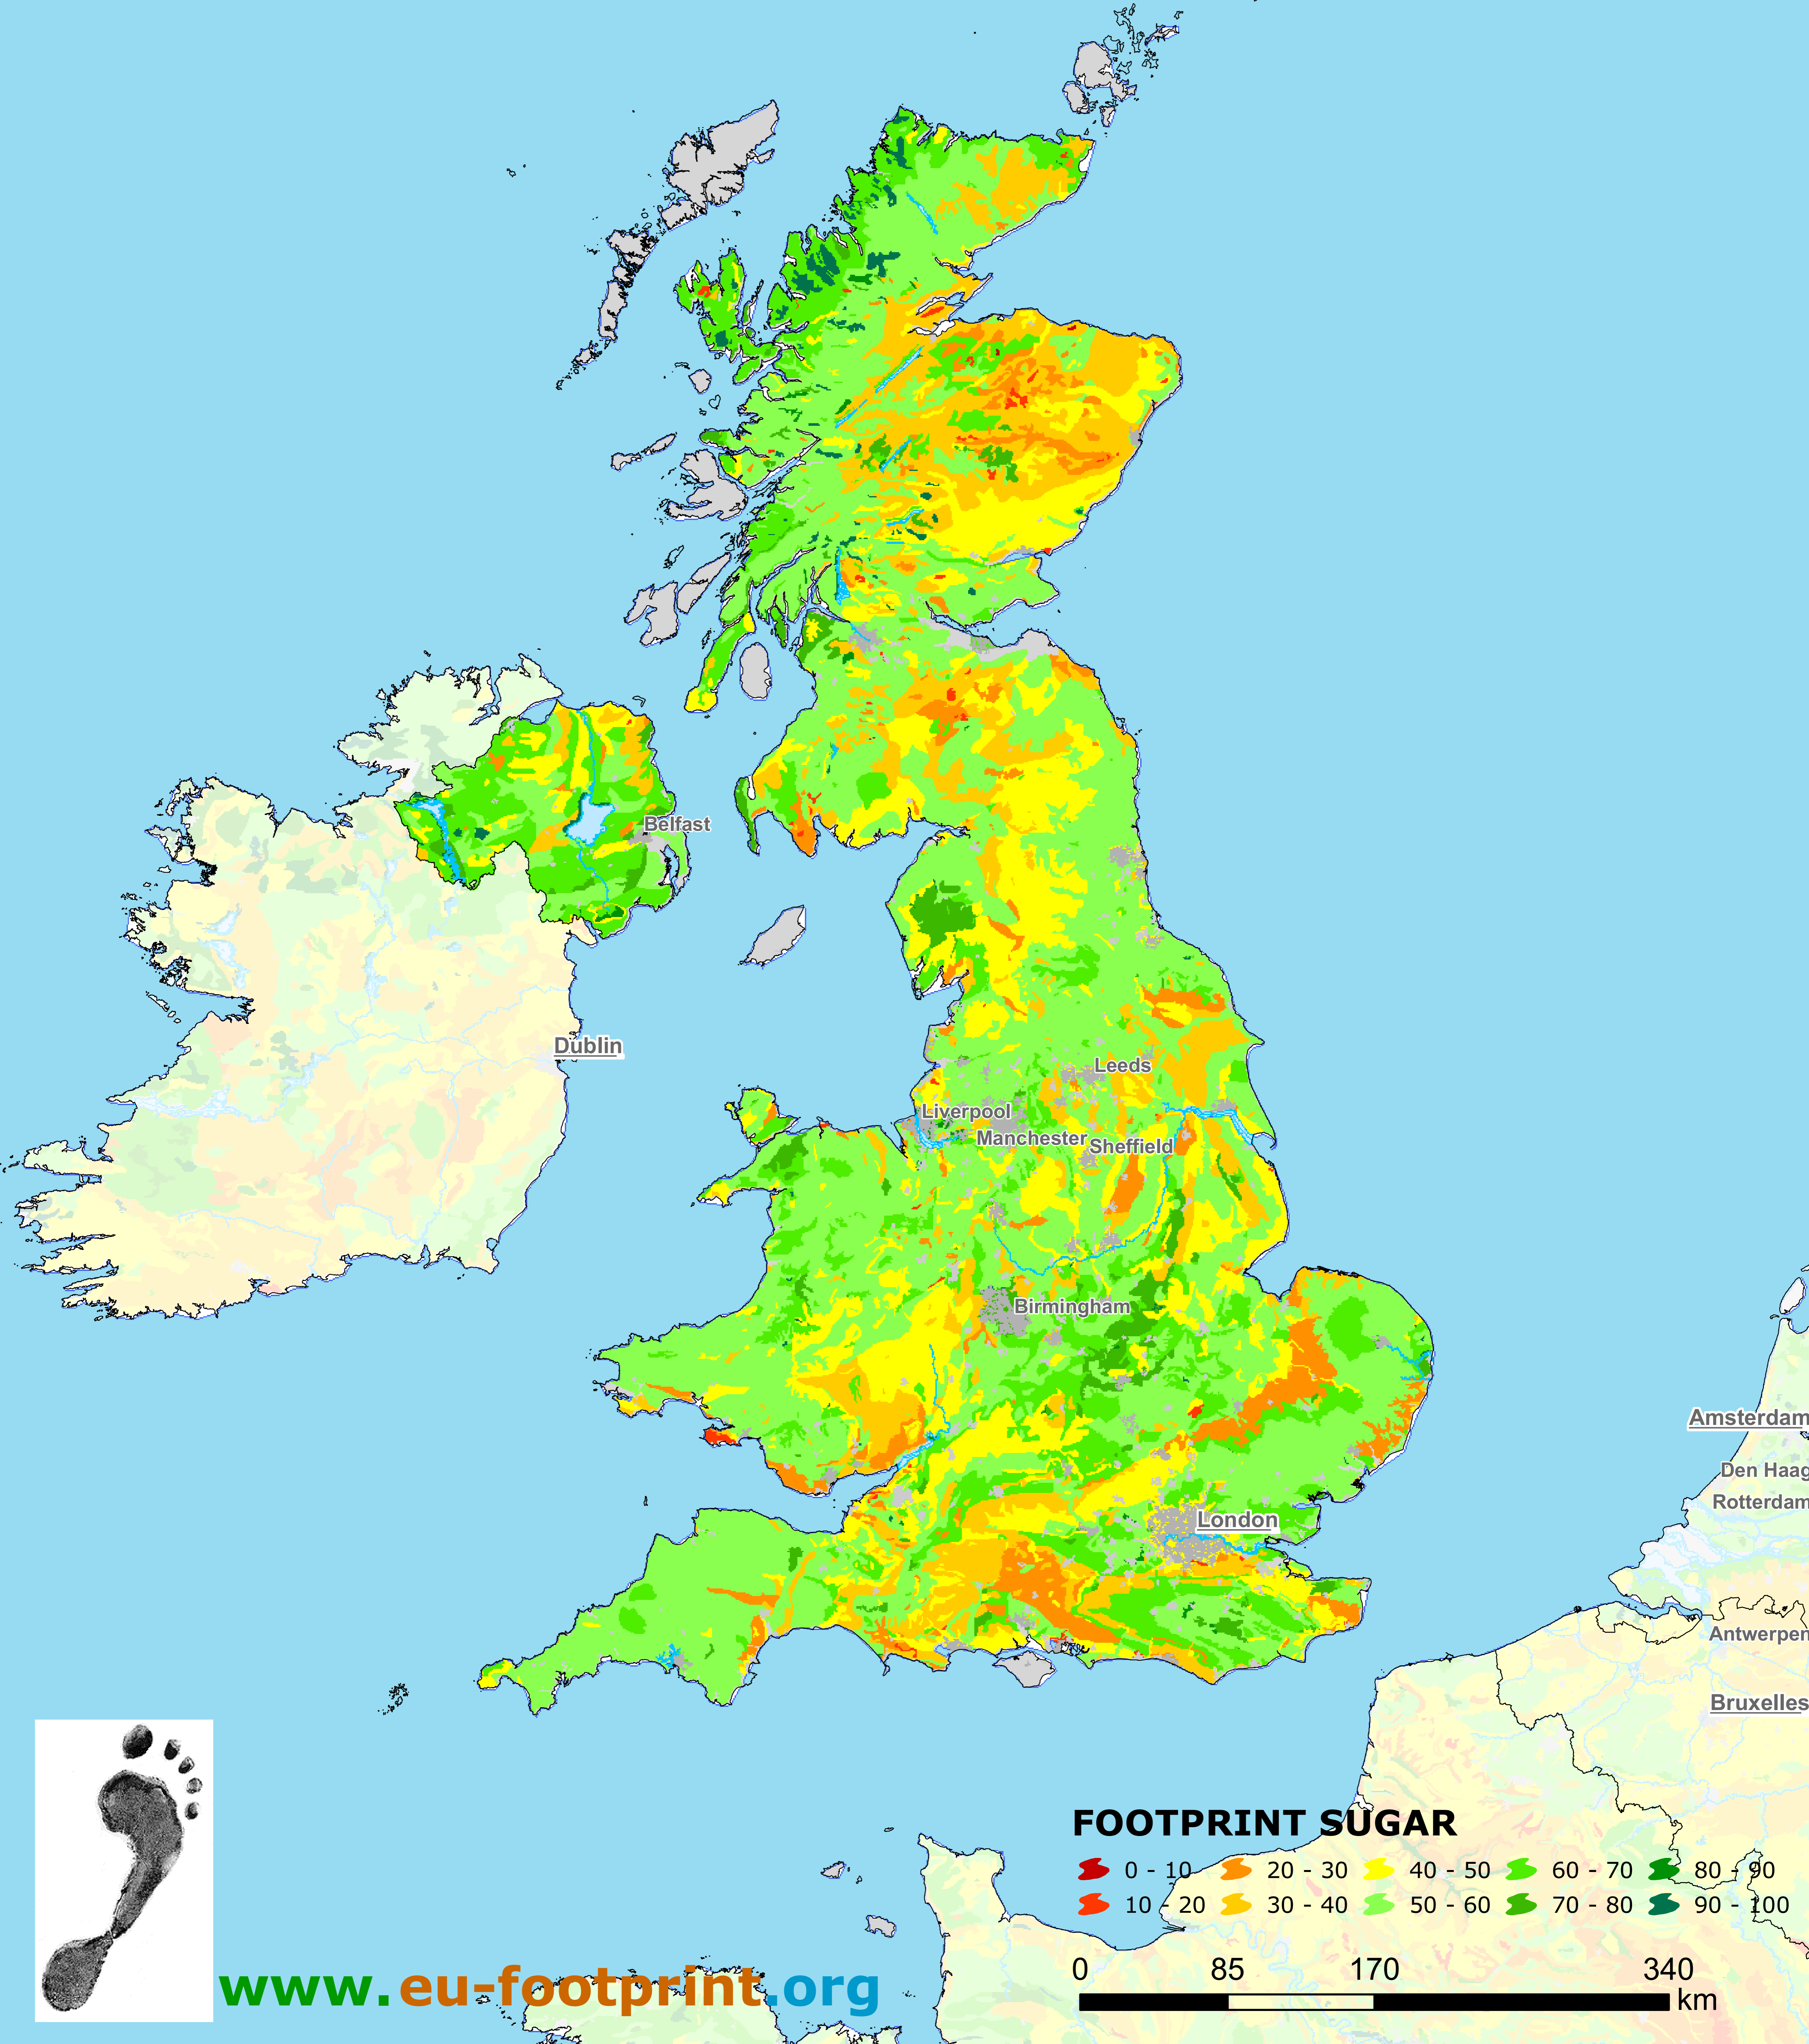 Belfast
Dublin
Leeds
Liverpool
Manchester
Sheffield
Birmingham
Amsterdam
Den Haag
Rotterdam
London
Antwerpen
Bruxelles
FOOTPRINT SUGAR
0 - 10 20 - 30 40 - 50 60 - 70 80 - 90
10 - 20 30 - 40 50 - 60 70 - 80 90 - 100
0 85 170 340
km
www.eu-footprint.org